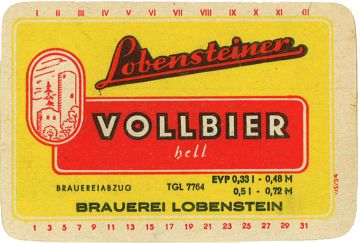 I II III IV V VI VII VIII IX X XI XII
Lobensteiner
VOLLBIER
hell
BRAUEREIABZUG TGL 7764 EVP 0,33 l - 0,48 M
0,5 l - 0,72 M
BRAUEREI LOBENSTEIN
1 3 5 7 9 11 13 15 17 19 21 23 25 27 29 31